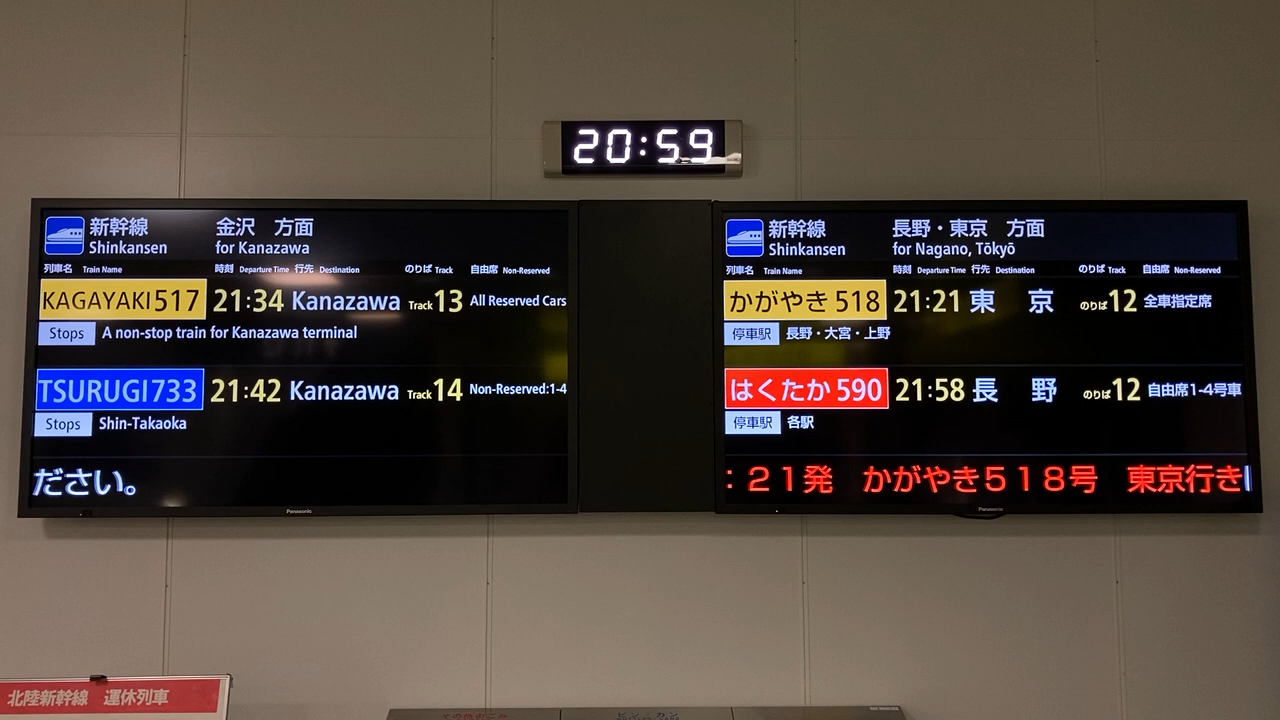 20:59
新幹線 金沢 方面
Shinkansen for Kanazawa
列車名 Train Name 時刻 Departure Time 行先 Destination のりば Track 自由席 Non-Reserved
KAGAYAKI 517 21:34 Kanazawa Track 13 All Reserved Cars
Stops A non-stop train for Kanazawa terminal
TSURUGI 733 21:42 Kanazawa Track 14 Non-Reserved:1-4
Stops Shin-Takaoka
ださい。
Panasonic
新幹線 長野・東京 方面
Shinkansen for Nagano, Tōkyō
列車名 Train Name 時刻 Departure Time 行先 Destination のりば Track 自由席 Non-Reserved
かがやき 518 21:21 東 京 のりば 12 全車指定席
停車駅 長野・大宮・上野
はくたか 590 21:58 長 野 のりば 12 自由席1-4号車
停車駅 各駅
:21発 かがやき518号 東京行き
Panasonic
北陸新幹線 運休列車